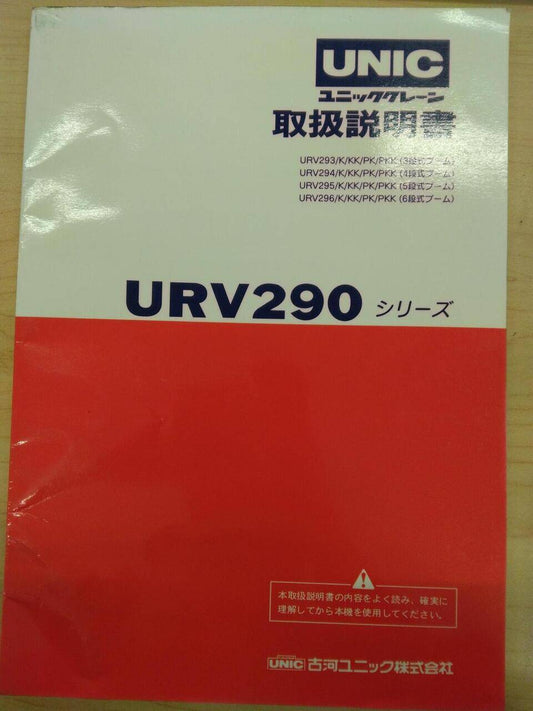 UNIC
ユニッククレーン
取扱説明書
URV293/K/KK/PK/PKK (3段式ブーム)
URV294/K/KK/PK/PKK (4段式ブーム)
URV295/K/KK/PK/PKK (5段式ブーム)
URV296/K/KK/PK/PKK (6段式ブーム)
URV290 シリーズ
本取扱説明書の内容をよく読み、確実に
理解してから本機を使用してください。
UNIC 古河ユニック株式会社